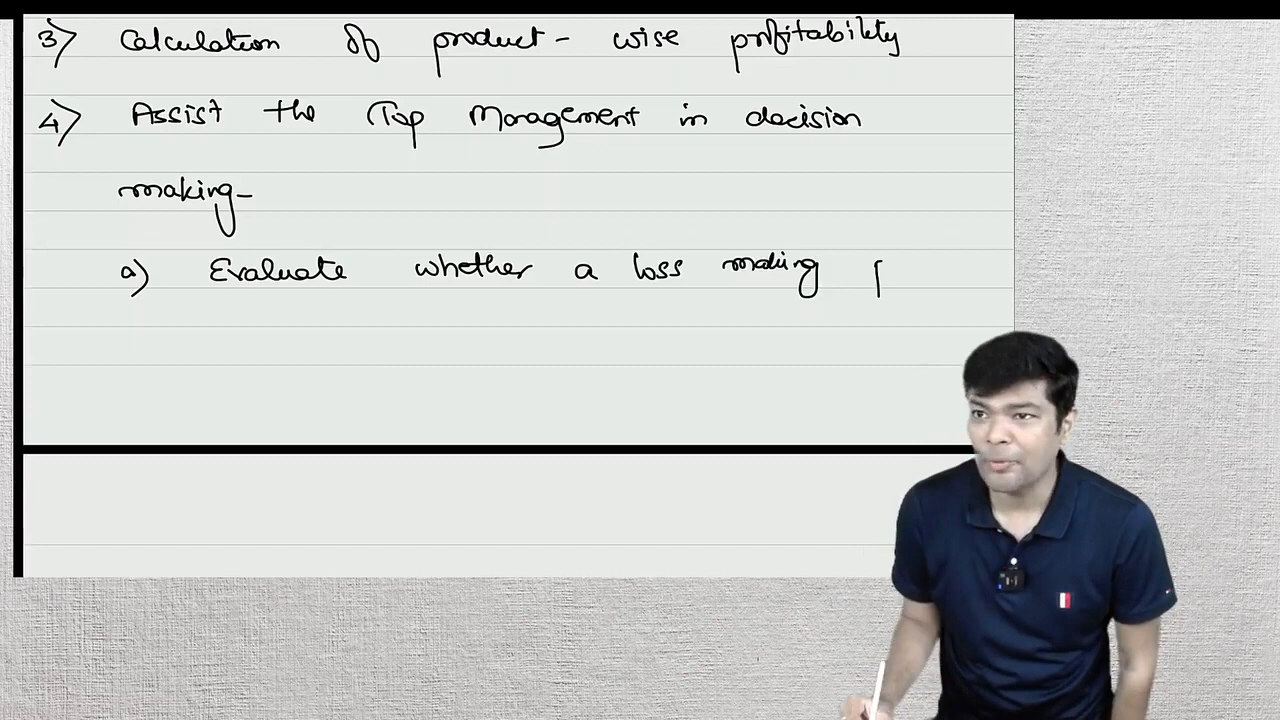 3) Calculation of product - wise profitability
4) Assist the Top Management in decision
making -
a) Evaluate whether a loss making